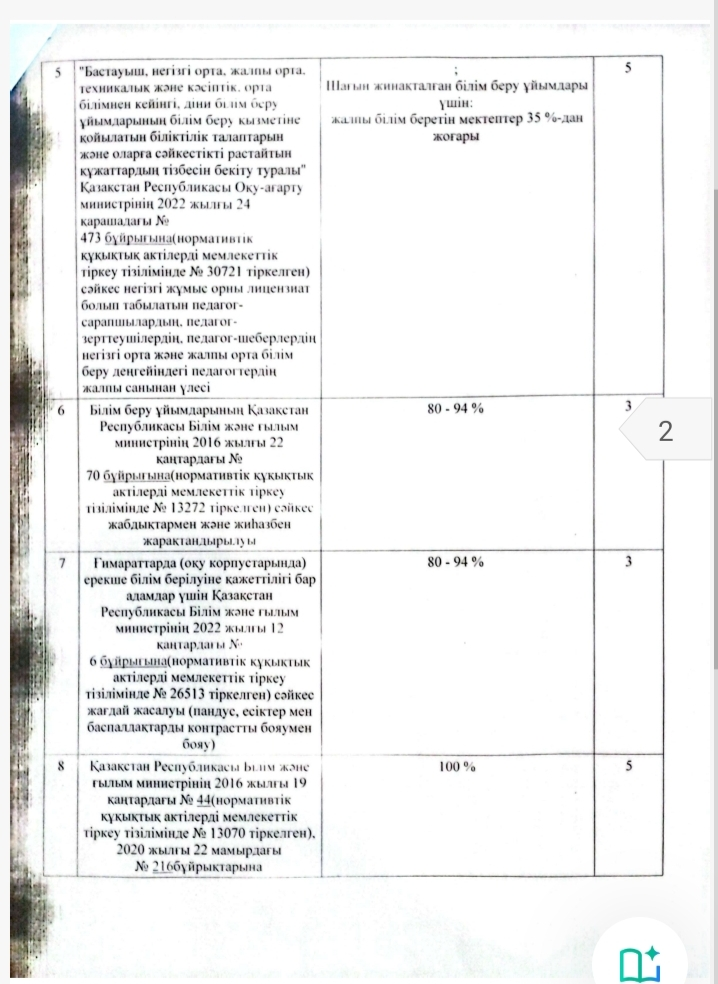 5
"Бастауыш, негізгі орта, жалпы орта,
техникалық және кәсіптік, орта
білімнен кейінгі, діни білім беру
ұйымдарының білім беру қызметіне
қойылатын біліктілік талаптарын
және оларға сәйкестікті растайтын
құжаттардың тізбесін бекіту туралы"
Қазақстан Республикасы Оқу-ағарту
министрінің 2022 жылғы 24
қарашадағы №
473 бұйрығына(нормативтік
құқықтық актілерді мемлекеттік
тіркеу тізілімінде № 30721 тіркелген)
сәйкес негізгі жұмыс орны лицензиат
болып табылатын педагог-
сарапшылардың, педагог-
зерттеушілердің, педагог-шеберлердің
негізгі орта және жалпы орта білім
беру деңгейіндегі педагогтердің
жалпы санынан үлесі
;
Шағын жинақталған білім беру ұйымдары
үшін:
жалпы білім беретін мектептер 35 %-дан
жоғары
5
6
Білім беру ұйымдарының Қазақстан
Республикасы Білім және ғылым
министрінің 2016 жылғы 22
қаңтардағы №
70 бұйрығына(нормативтік құқықтық
актілерді мемлекеттік тіркеу
тізілімінде № 13272 тіркелген) сәйкес
жабдықтармен және жиһазбен
жарақтандырылуы
80 - 94 %
3
2
7
Ғимараттарда (оқу корпустарында)
ерекше білім берілуіне қажеттілігі бар
адамдар үшін Қазақстан
Республикасы Білім және ғылым
министрінің 2022 жылғы 12
қаңтардағы №
6 бұйрығына(нормативтік құқықтық
актілерді мемлекеттік тіркеу
тізілімінде № 26513 тіркелген) сәйкес
жағдай жасалуы (пандус, есіктер мен
баспалдақтарды контрастты бояумен
бояу)
80 - 94 %
3
8
Қазақстан Республикасы Білім және
ғылым министрінің 2016 жылғы 19
қаңтардағы № 44(нормативтік
құқықтық актілерді мемлекеттік
тіркеу тізілімінде № 13070 тіркелген),
2020 жылғы 22 мамырдағы
№ 216бұйрықтарына
100 %
5